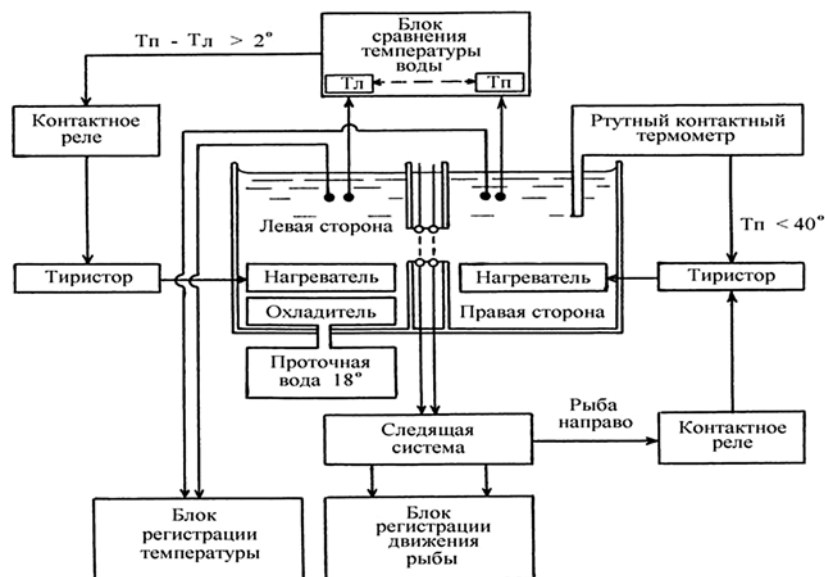 Блок
сравнения
температуры
воды
Тл
Тп
Тп - Тл > 2°
Контактное
реле
Ртутный контактный
термометр
Левая сторона
Тп < 40°
Тиристор
Нагреватель
Нагреватель
Тиристор
Охладитель
Правая сторона
Проточная
вода 18°
Следящая
система
Рыба
направо
Контактное
реле
Блок
регистрации
температуры
Блок
регистрации
движения
рыбы